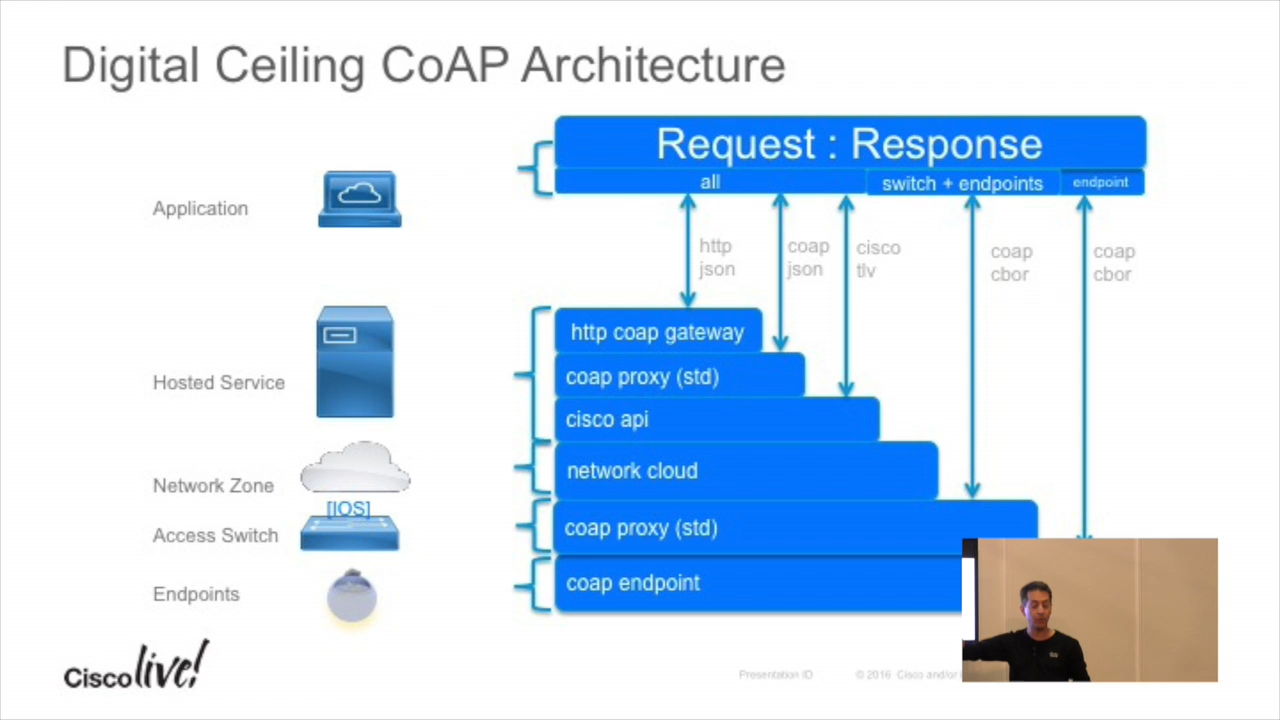 Digital Ceiling CoAP Architecture
Request : Response
all
switch + endpoints
endpoint
Application
http
json
coap
json
cisco
tlv
coap
cbor
coap
cbor
Hosted Service
http coap gateway
coap proxy (std)
cisco api
Network Zone
network cloud
[IOS]
Access Switch
coap proxy (std)
Endpoints
coap endpoint
Cisco live!
Presentation ID
© 2016 Cisco and/or